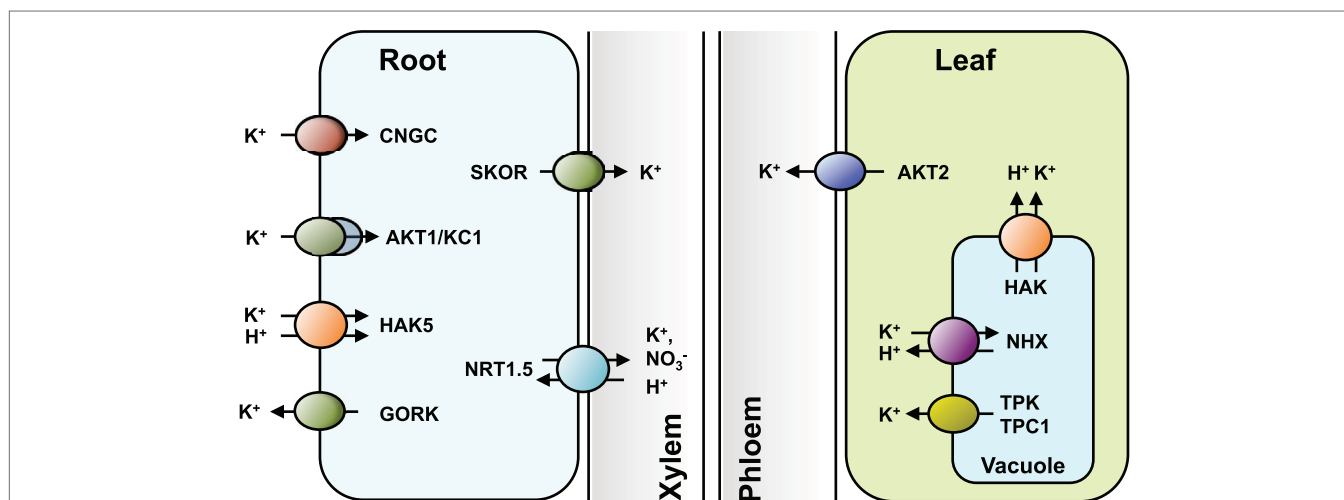 Root
K⁺ CNGC
K⁺ AKT1/KC1
K⁺
H⁺ HAK5
K⁺ GORK
SKOR K⁺
NRT1.5
K⁺,
NO₃⁻
H⁺
Xylem
Phloem
Leaf
K⁺ AKT2
H⁺ K⁺
HAK
K⁺
H⁺ NHX
K⁺
TPK
TPC1
Vacuole